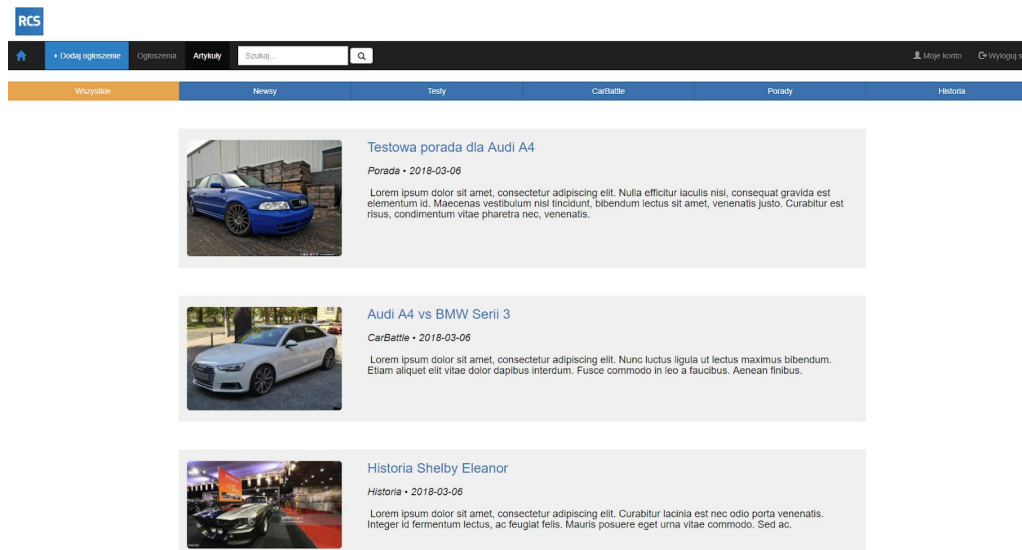 RCS
+ Dodaj ogłoszenie Ogłoszenia Artykuły Szukaj... Moje konto Wyloguj s
Wszystkie Newsy Testy CarBattle Porady Historia
Testowa porada dla Audi A4
Porada • 2018-03-06
Lorem ipsum dolor sit amet, consectetur adipiscing elit. Nulla efficitur iaculis nisi, consequat gravida est
elementum id. Maecenas vestibulum nisl tincidunt, bibendum lectus sit amet, venenatis justo. Curabitur est
risus, condimentum vitae pharetra nec, venenatis.
Audi A4 vs BMW Serii 3
CarBattle • 2018-03-06
Lorem ipsum dolor sit amet, consectetur adipiscing elit. Nunc luctus ligula ut lectus maximus bibendum.
Etiam aliquet elit vitae dolor dapibus interdum. Fusce commodo in leo a faucibus. Aenean finibus.
Historia Shelby Eleanor
Historia • 2018-03-06
Lorem ipsum dolor sit amet, consectetur adipiscing elit. Curabitur lacinia est nec odio porta venenatis.
Integer id fermentum lectus, ac feugiat felis. Mauris posuere eget urna vitae commodo. Sed ac.